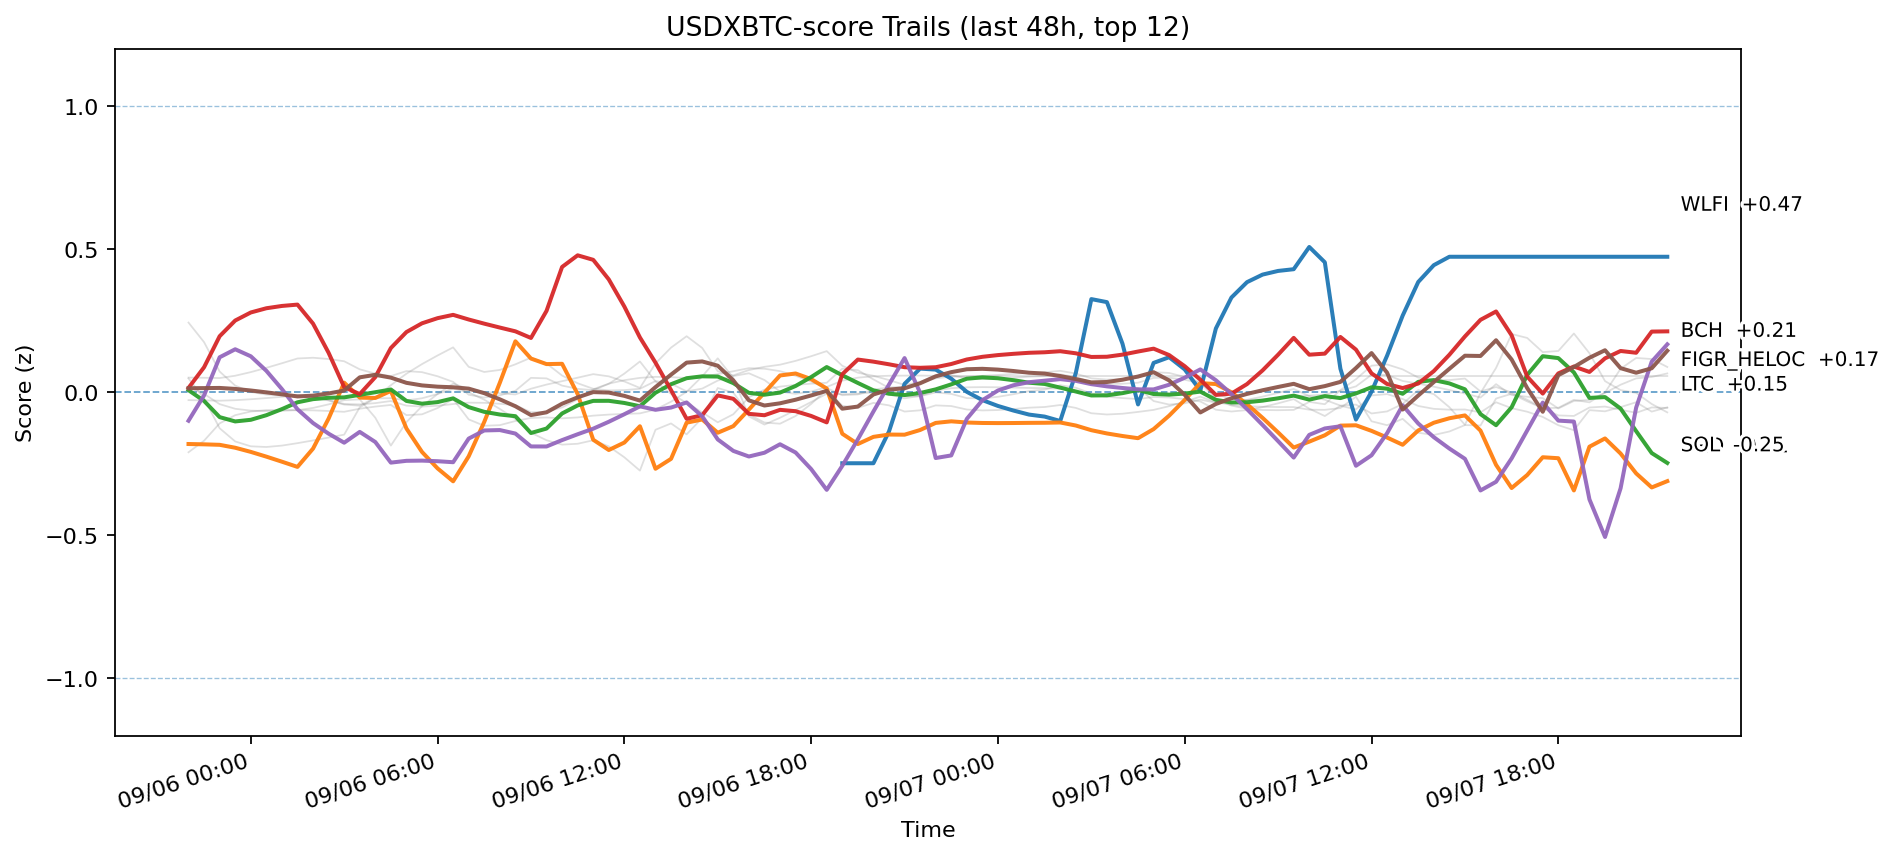 USDXBTC-score Trails (last 48h, top 12)
Score (z)
1.0
0.5
0.0
−0.5
−1.0
WLFI +0.47
BCH +0.21
FIGR_HELOC +0.17
LTC +0.15
-0.25
09/06 00:00
09/06 06:00
09/06 12:00
09/06 18:00
09/07 00:00
09/07 06:00
09/07 12:00
09/07 18:00
Time